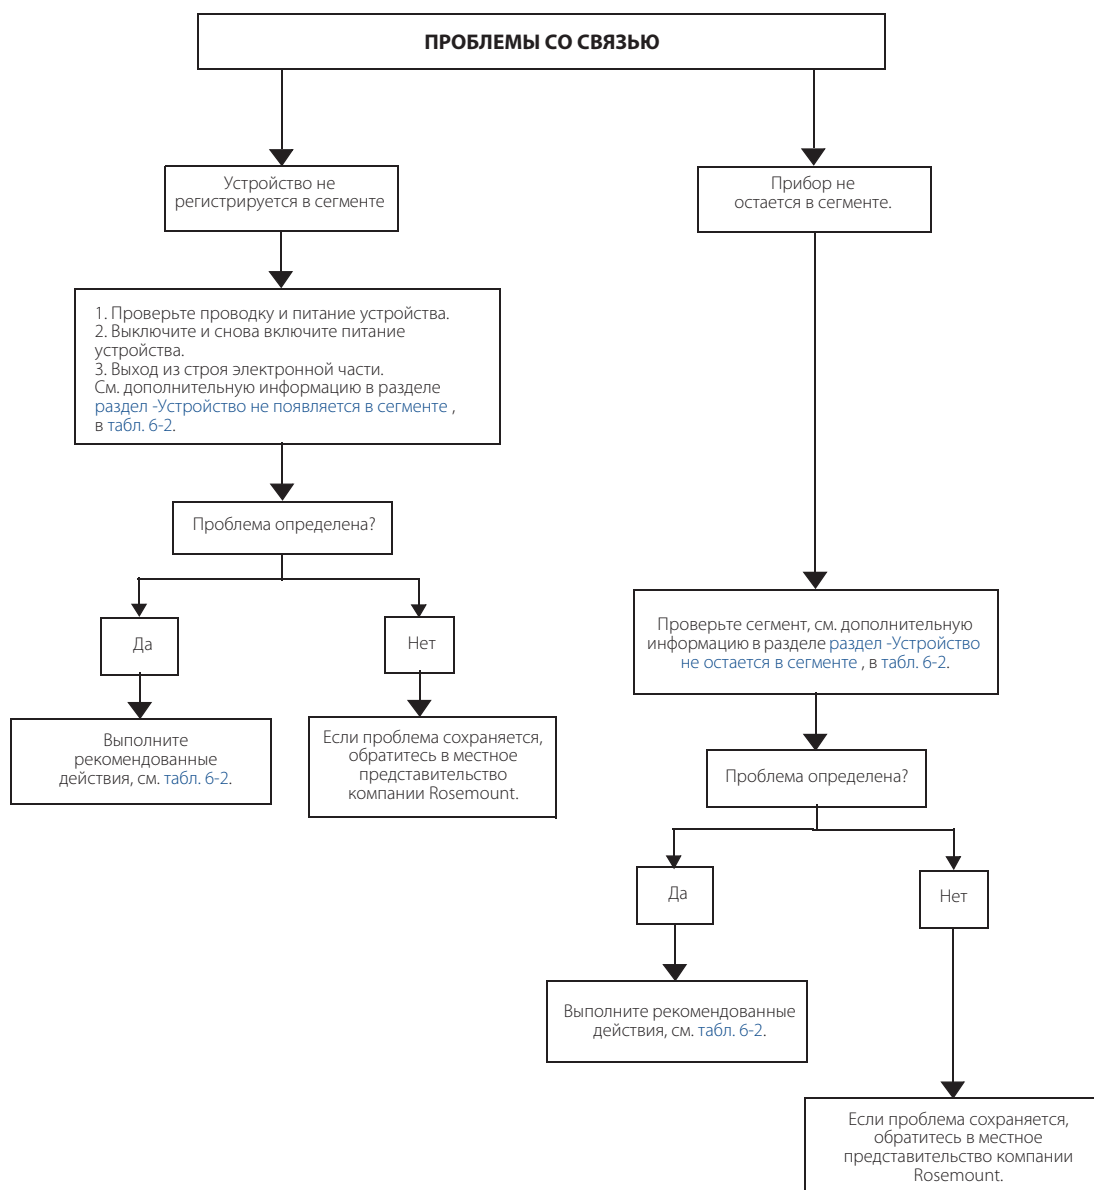 ПРОБЛЕМЫ СО СВЯЗЬЮ
Устройство не
регистрируется в сегменте
Прибор не
остается в сегменте.
1. Проверьте проводку и питание устройства.
2. Выключите и снова включите питание
устройства.
3. Выход из строя электронной части.
См. дополнительную информацию в разделе
раздел -Устройство не появляется в сегменте ,
в табл. 6-2.
Проблема определена?
Да
Нет
Выполните
рекомендованные
действия, см. табл. 6-2.
Если проблема сохраняется,
обратитесь в местное
представительство
компании Rosemount.
Проверьте сегмент, см. дополнительную
информацию в разделе раздел -Устройство
не остается в сегменте , в табл. 6-2.
Проблема определена?
Да
Нет
Выполните рекомендованные
действия, см. табл. 6-2.
Если проблема сохраняется,
обратитесь в местное
представительство компании
Rosemount.